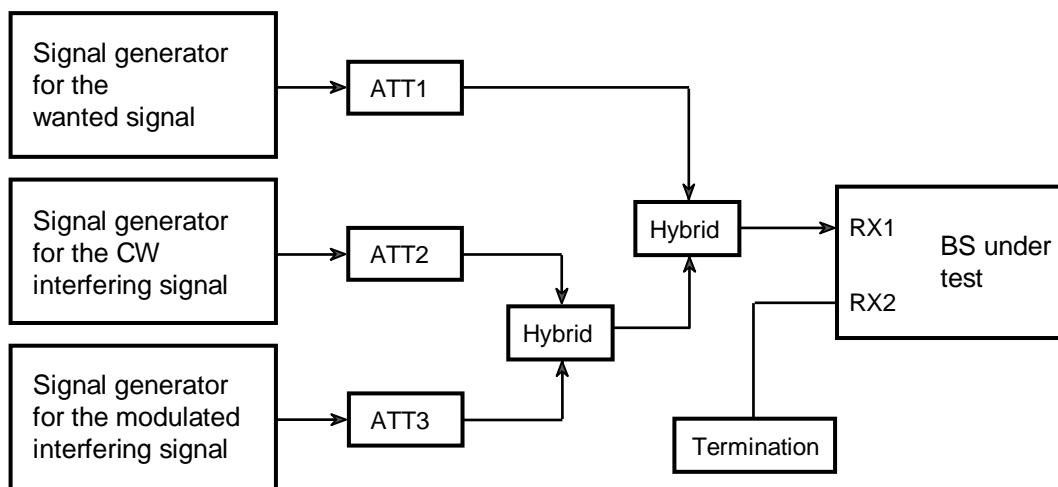 Signal generator
for the
wanted signal
ATT1
Signal generator
for the CW
interfering signal
ATT2
Hybrid
Hybrid
Signal generator
for the modulated
interfering signal
ATT3
RX1
BS under
test
RX2
Termination